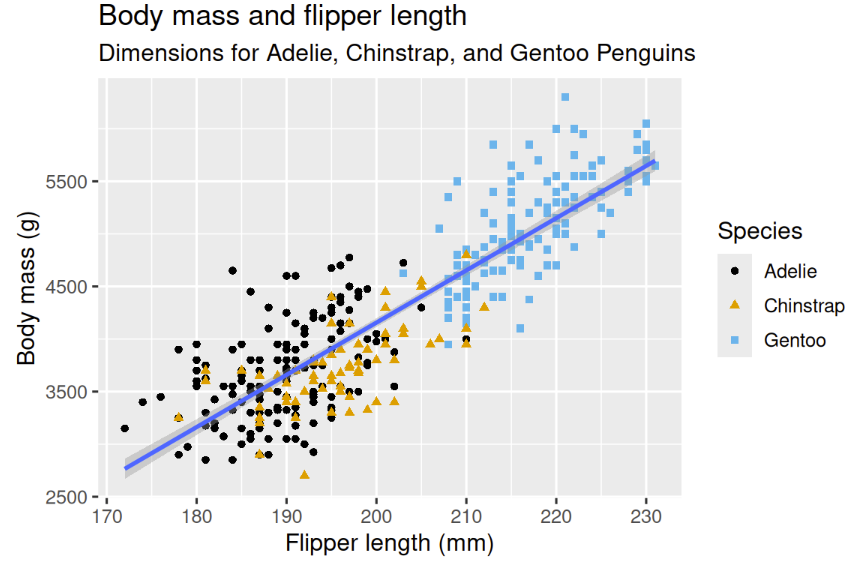 Body mass and flipper length
Dimensions for Adelie, Chinstrap, and Gentoo Penguins
Body mass (g)
5500
4500
3500
2500
170 180 190 200 210 220 230
Flipper length (mm)
Species
Adelie
Chinstrap
Gentoo